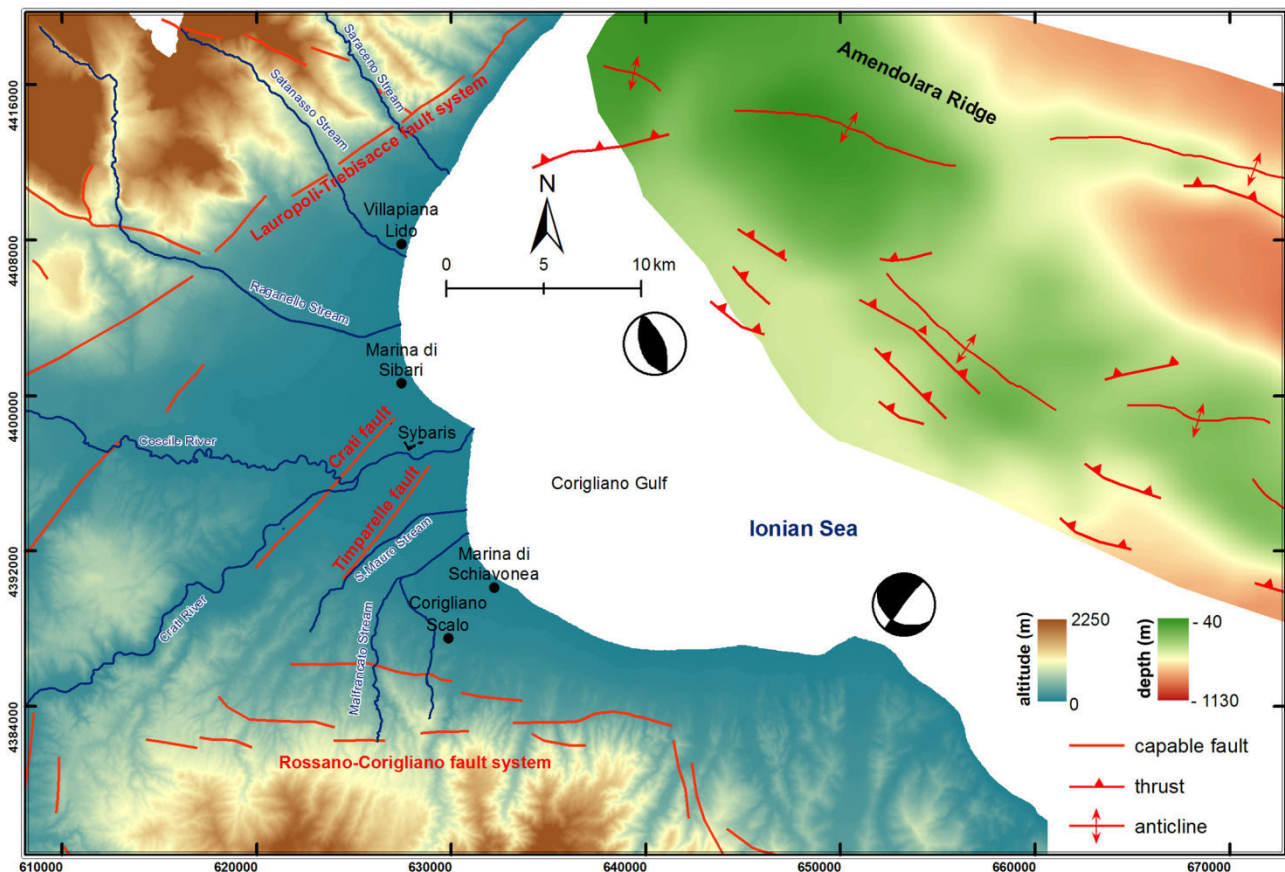 Saraceno Stream
Satanasso Stream
Lauropoli-Trebisacce fault system
Amendolara Ridge
4416000
4408000
4400000
4392000
4384000
Villapiana
Lido
N
0 5 10 km
Raganello Stream
Marina di
Sibari
Coscile River
Crati fault
Sybaris
Timparelle fault
S.Mauro Stream
Crati River
Corigliano Gulf
Ionian Sea
Marina di
Schiavonea
Corigliano
Scalo
Malfrancato Stream
Rossano-Corigliano fault system
altitude (m)
2250
0
depth (m)
- 40
- 1130
capable fault
thrust
anticline
610000 620000 630000 640000 650000 660000 670000